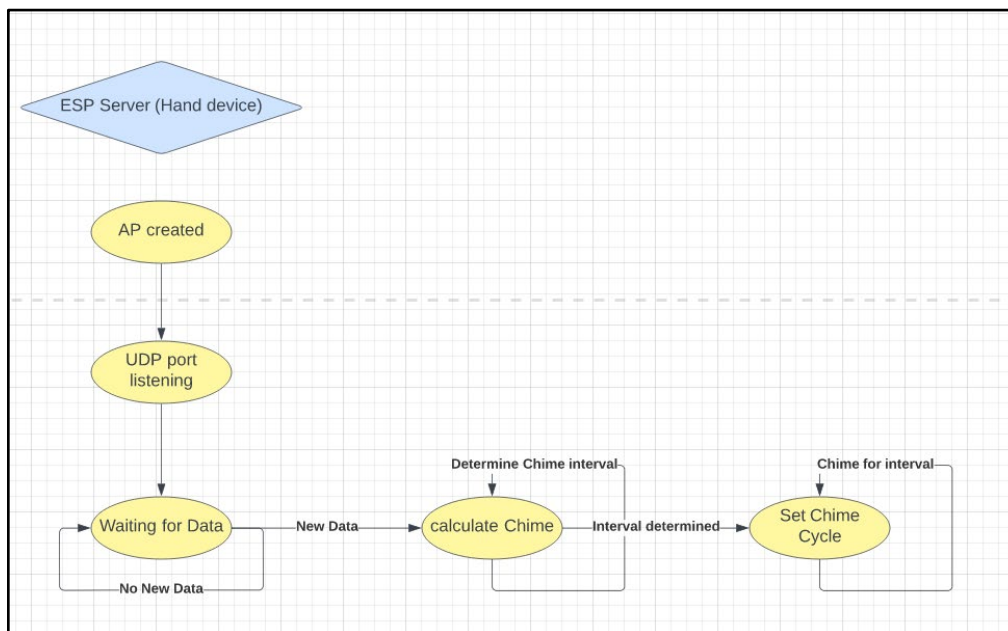 ESP Server (Hand device)
AP created
UDP port
listening
Determine Chime interval
Chime for interval
Waiting for Data
New Data
calculate Chime
Interval determined
Set Chime
Cycle
No New Data